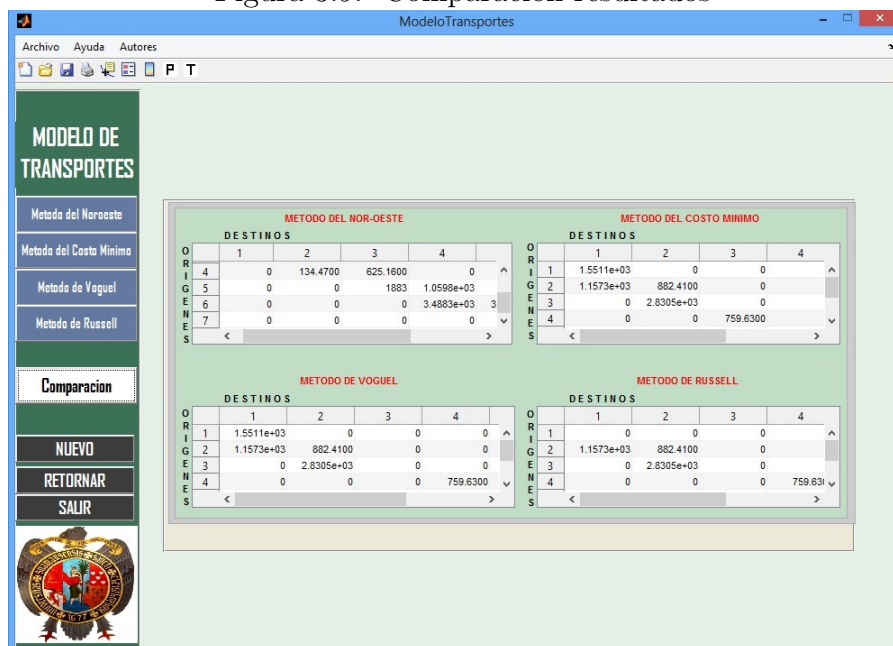 Figura 3.9: Comparacion resultados
ModeloTransportes
Archivo Ayuda Autores
P T
MODELO DE
TRANSPORTES
Metodo del Noroeste
Metodo del Costo Minimo
Metodo de Voguel
Metodo de Russell
Comparacion
NUEVO
RETORNAR
SALIR
METODO DEL NOR-OESTE
DESTINOS
ORIGENES
1 2 3 4
4 0 134.4700 625.1600 0
5 0 0 1883 1.0598e+03
6 0 0 0 3.4883e+03 3
7 0 0 0 0
METODO DEL COSTO MINIMO
DESTINOS
ORIGENES
1 2 3 4
1 1.5511e+03 0 0
2 1.1573e+03 882.4100 0
3 0 2.8305e+03 0
4 0 0 759.6300
METODO DE VOGUEL
DESTINOS
ORIGENES
1 2 3 4
1 1.5511e+03 0 0 0
2 1.1573e+03 882.4100 0 0
3 0 2.8305e+03 0 0
4 0 0 0 759.6300
METODO DE RUSSELL
DESTINOS
ORIGENES
1 2 3 4
1 0 0 0
2 1.1573e+03 882.4100 0
3 0 2.8305e+03 0
4 0 0 0 759.630
1677